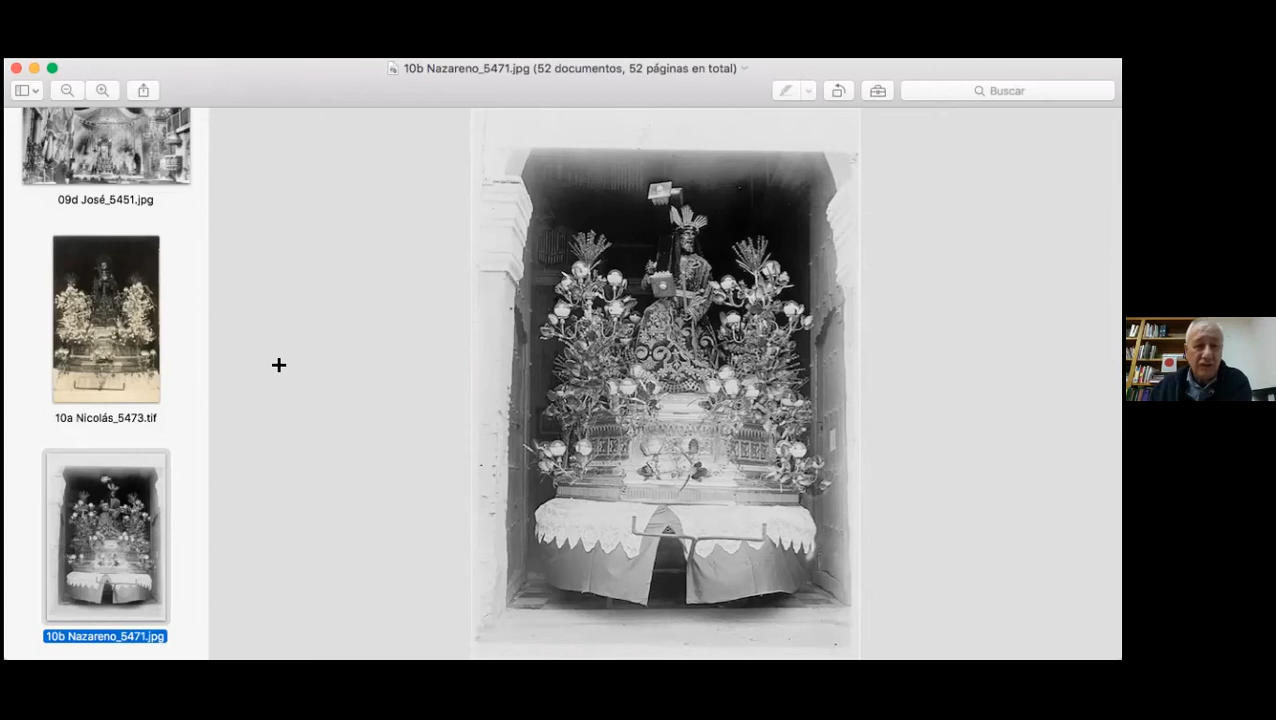 10b Nazareno_5471.jpg (52 documentos, 52 páginas en total)
Buscar
09d José_5451.jpg
10a Nicolás_5473.tif
10b Nazareno_5471.jpg